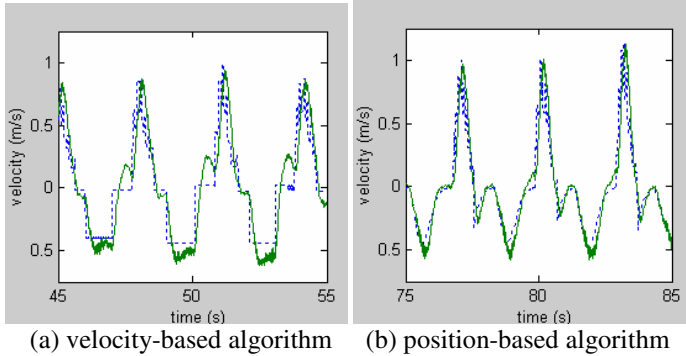 1
0.5
0
0.5
velocity (m/s)
45 50 55
time (s)
(a) velocity-based algorithm
1
0.5
0
0.5
velocity (m/s)
75 80 85
time (s)
(b) position-based algorithm